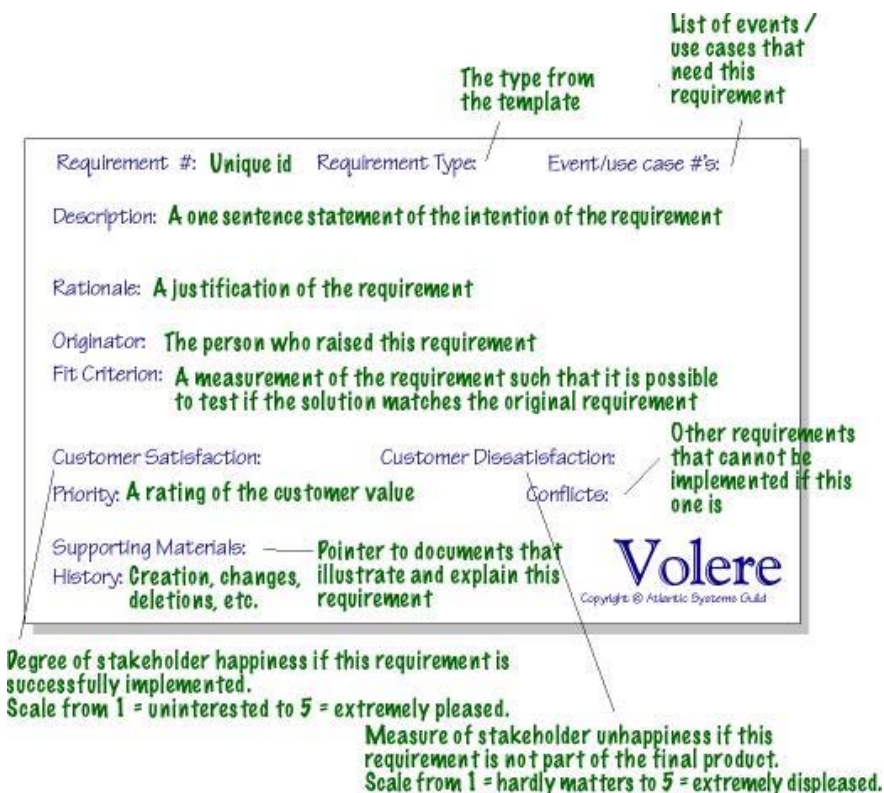 List of events /
use cases that
need this
requirement
The type from
the template
Requirement #: Unique id Requirement Type: Event/use case #'s:
Description: A one sentence statement of the intention of the requirement
Rationale: A justification of the requirement
Originator: The person who raised this requirement
Fit Criterion: A measurement of the requirement such that it is possible
to test if the solution matches the original requirement
Other requirements
that cannot be
implemented if this
one is
Customer Satisfaction: Customer Dissatisfaction:
Priority: A rating of the customer value Conflicts:
Supporting Materials: Pointer to documents that
illustrate and explain this
requirement
History: Creation, changes,
deletions, etc.
Volere
Copyright © Atlantic Systems Guild
Degree of stakeholder happiness if this requirement is
successfully implemented.
Scale from 1 = uninterested to 5 = extremely pleased.
Measure of stakeholder unhappiness if this
requirement is not part of the final product.
Scale from 1 = hardly matters to 5 = extremely displeased.